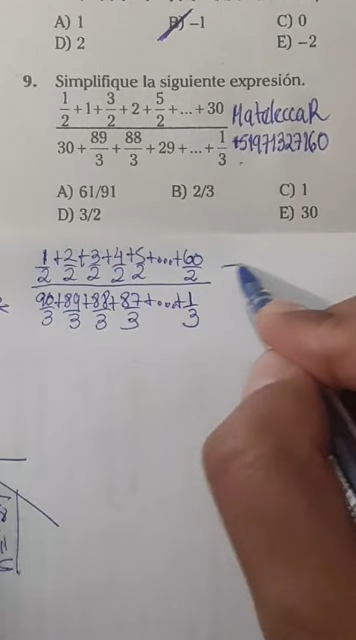 A) 1 B) -1 C) 0
D) 2 E) -2
9. Simplifique la siguiente expresión.
1/2 + 1 + 3/2 + 2 + 5/2 + ... + 30 MateleccaR
30 + 89/3 + 88/3 + 29 + ... + 1/3 +51971327160
A) 61/91 B) 2/3 C) 1
D) 3/2 E) 30
1/2 + 2/2 + 3/2 + 4/2 + 5/2 + ... + 60/2
90/3 + 89/3 + 88/3 + 87/3 + ... + 1/3